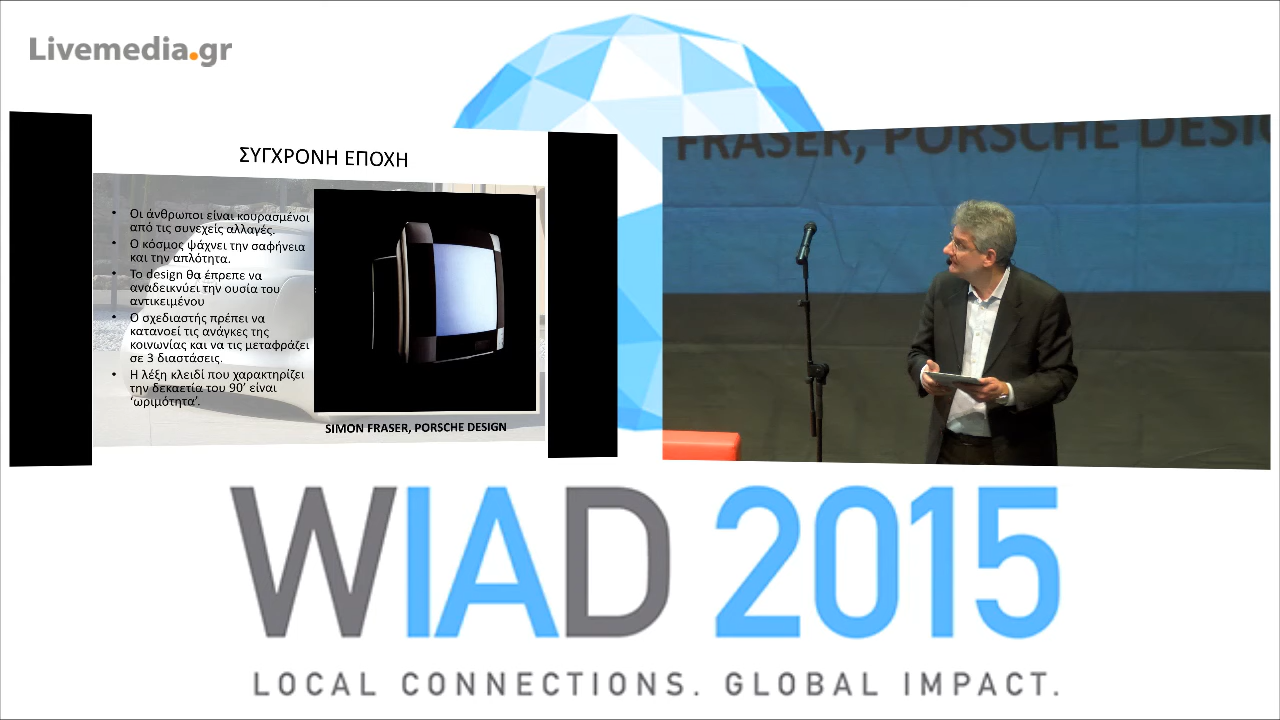 Livemedia.gr
ΣΥΓΧΡΟΝΗ ΕΠΟΧΗ
• Οι άνθρωποι είναι κουρασμένοι
από τις συνεχείς αλλαγές.
• Ο κόσμος ψάχνει την σαφήνεια
και την απλότητα.
• Το design θα έπρεπε να
αναδεικνύει την ουσία του
αντικειμένου
• Ο σχεδιαστής πρέπει να
κατανοεί τις ανάγκες της
κοινωνίας και να τις μεταφράζει
σε 3 διαστάσεις.
• Η λέξη κλειδί που χαρακτηρίζει
την δεκαετία του 90’ είναι
‘ωριμότητα’.
SIMON FRASER, PORSCHE DESIGN
FRASER, PORSCHE DESIG
WIAD 2015
LOCAL CONNECTIONS. GLOBAL IMPACT.